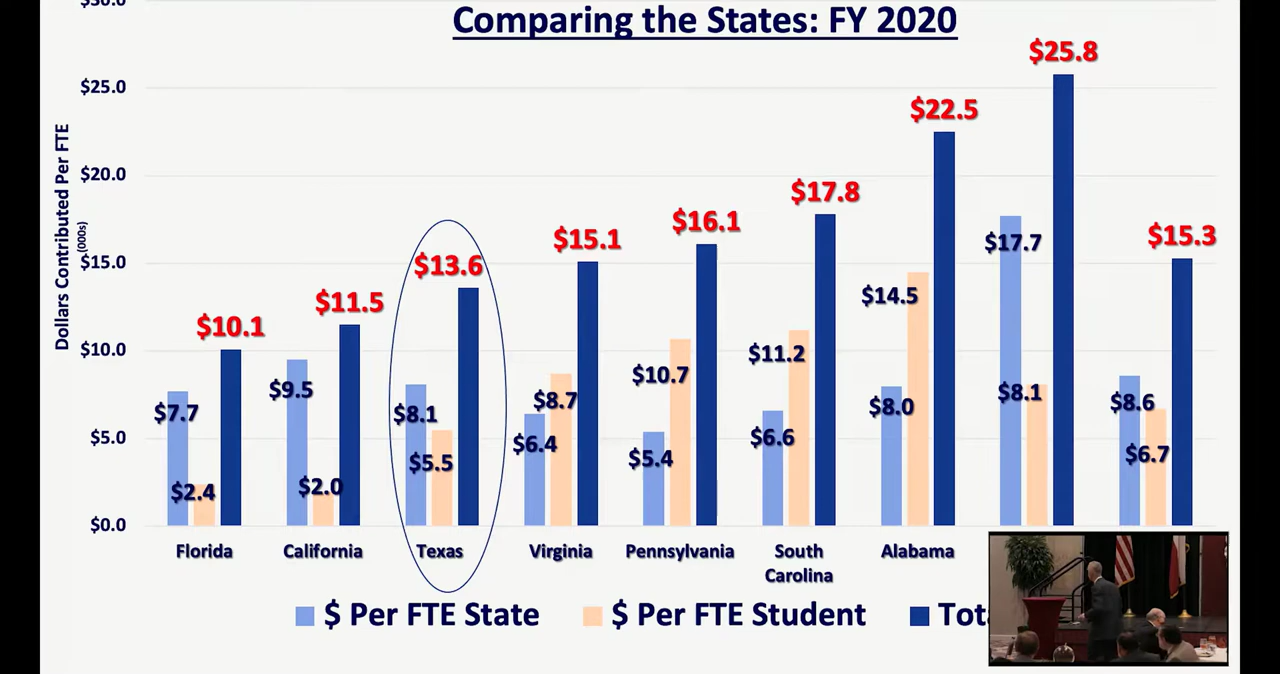 $30.0
Comparing the States: FY 2020
$25.8
$25.0
$22.5
$20.0
$17.8
$17.7
$16.1
$15.1
$15.3
Dollars Contributed Per FTE
(000s)
$15.0
$13.6
$14.5
$11.5
$10.1
$11.2
$10.7
$10.0
$9.5
$8.7
$8.1
$8.6
$7.7
$8.1
$8.0
$6.4
$6.6
$6.7
$5.0
$5.5
$5.4
$2.4
$2.0
$0.0
Florida
California
Texas
Virginia
Pennsylvania
South
Carolina
Alabama
$ Per FTE State
$ Per FTE Student
Tot